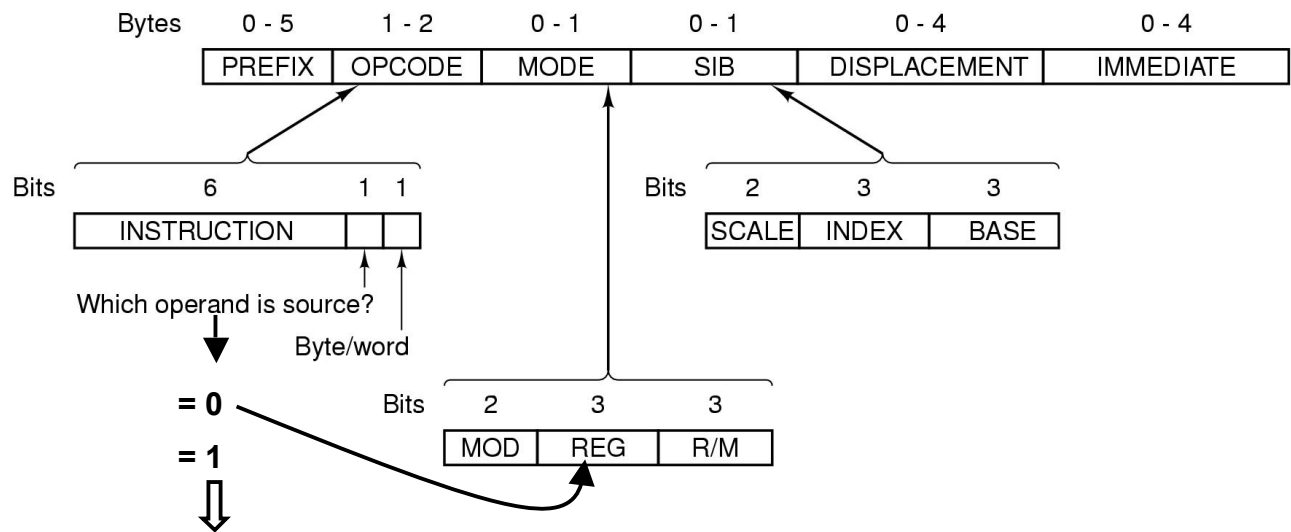 Bytes 0 - 5 1 - 2 0 - 1 0 - 1 0 - 4 0 - 4
PREFIX OPCODE MODE SIB DISPLACEMENT IMMEDIATE
Bits 6 1 1
INSTRUCTION
Bits 2 3 3
SCALE INDEX BASE
Which operand is source?
Byte/word
= 0
= 1
Bits 2 3 3
MOD REG R/M